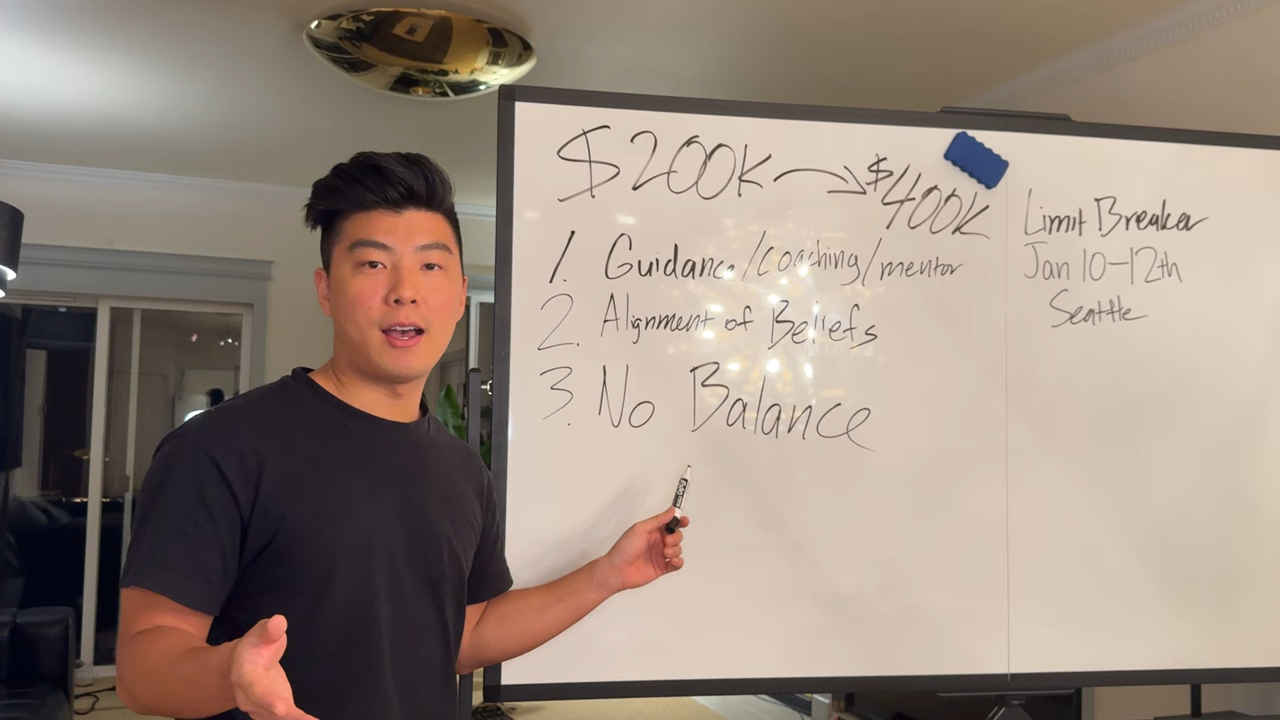 $200K → $400K
1. Guidance/coaching/mentor
2. Alignment of Beliefs
3. No Balance
Limit Breaker
Jan 10-12th
Seattle
EXPO